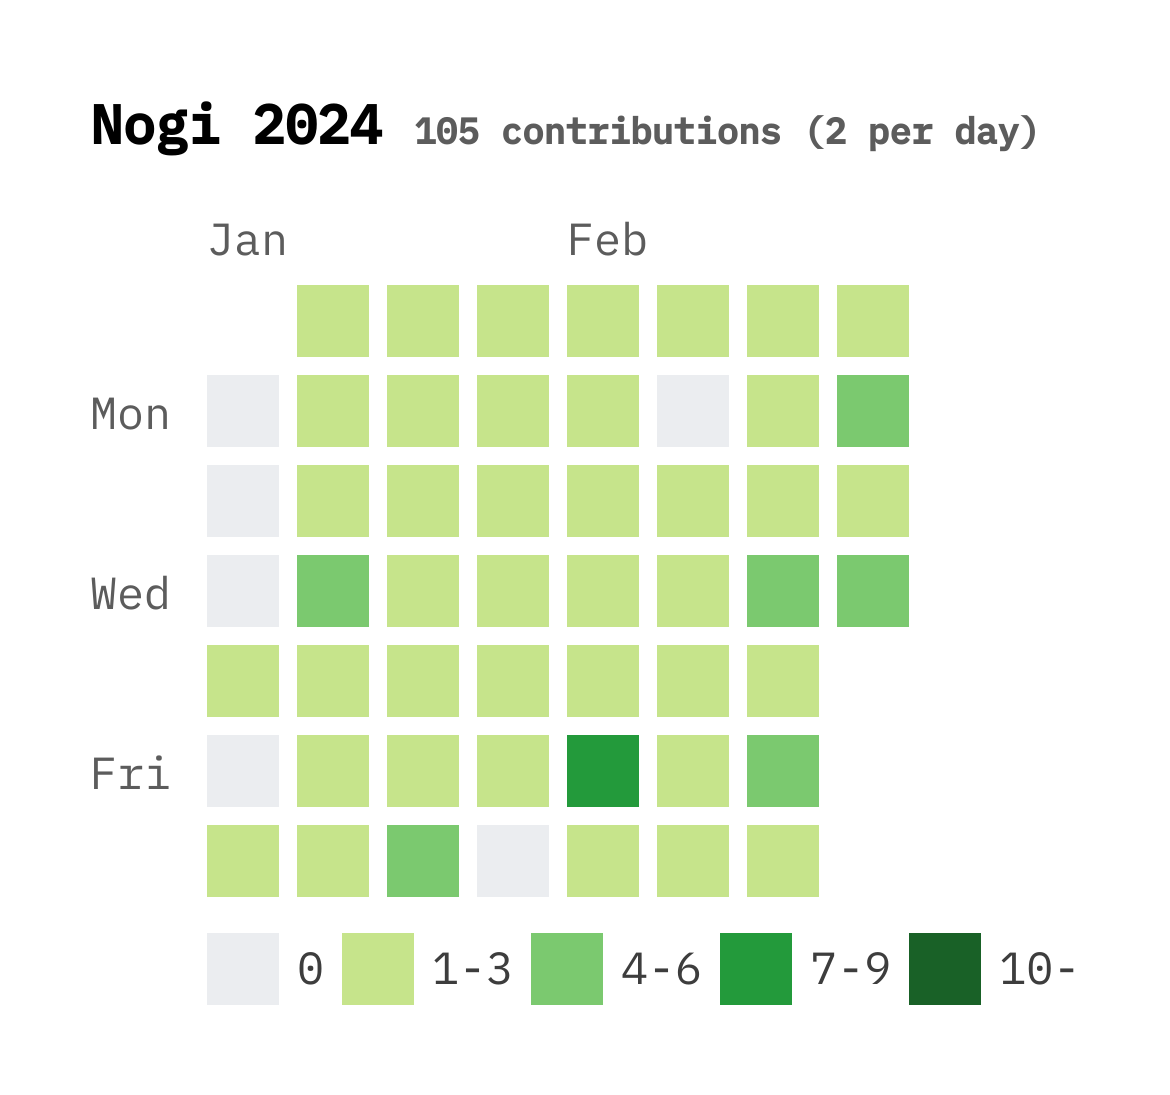 Nogi 2024 105 contributions (2 per day)
Jan Feb
Mon
Wed
Fri
0 1-3 4-6 7-9 10-